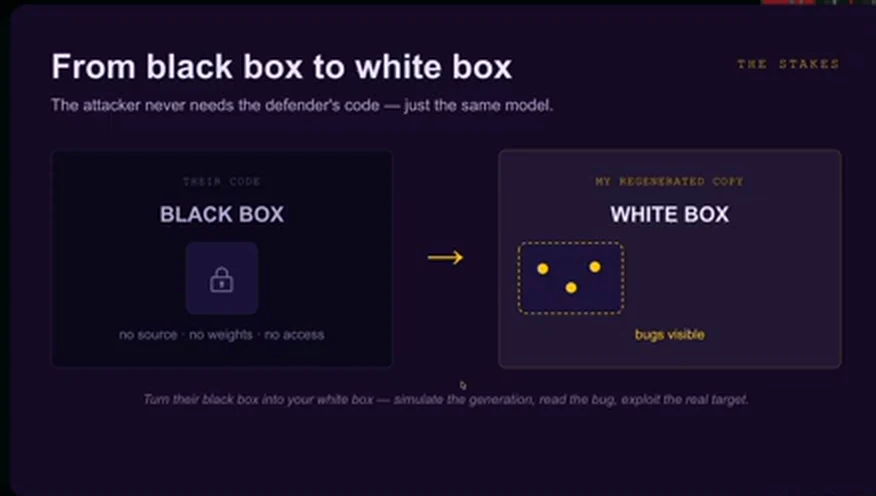 From black box to white box
THE STAKES
The attacker never needs the defender's code — just the same model.
THEIR CODE
BLACK BOX
no source · no weights · no access
→
MY REGENERATED COPY
WHITE BOX
bugs visible
Turn their black box into your white box — simulate the generation, read the bug, exploit the real target.